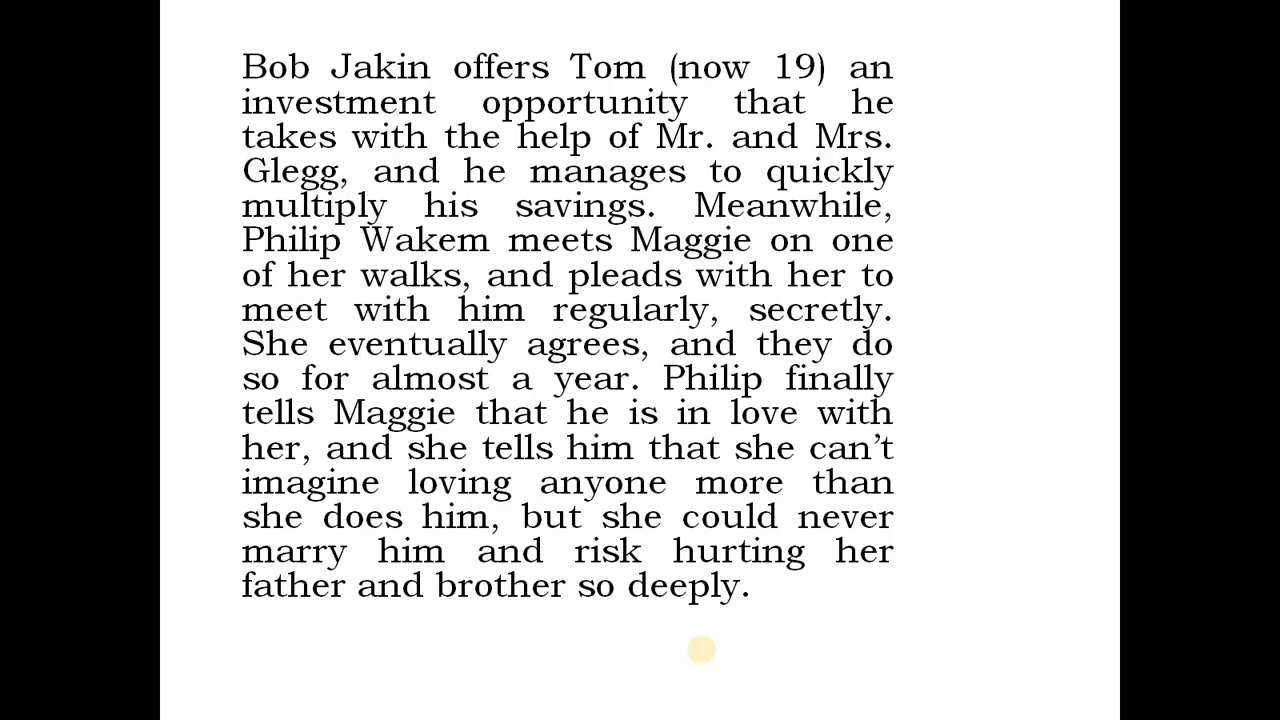 Bob Jakin offers Tom (now 19) an
investment opportunity that he
takes with the help of Mr. and Mrs.
Glegg, and he manages to quickly
multiply his savings. Meanwhile,
Philip Wakem meets Maggie on one
of her walks, and pleads with her to
meet with him regularly, secretly.
She eventually agrees, and they do
so for almost a year. Philip finally
tells Maggie that he is in love with
her, and she tells him that she can’t
imagine loving anyone more than
she does him, but she could never
marry him and risk hurting her
father and brother so deeply.